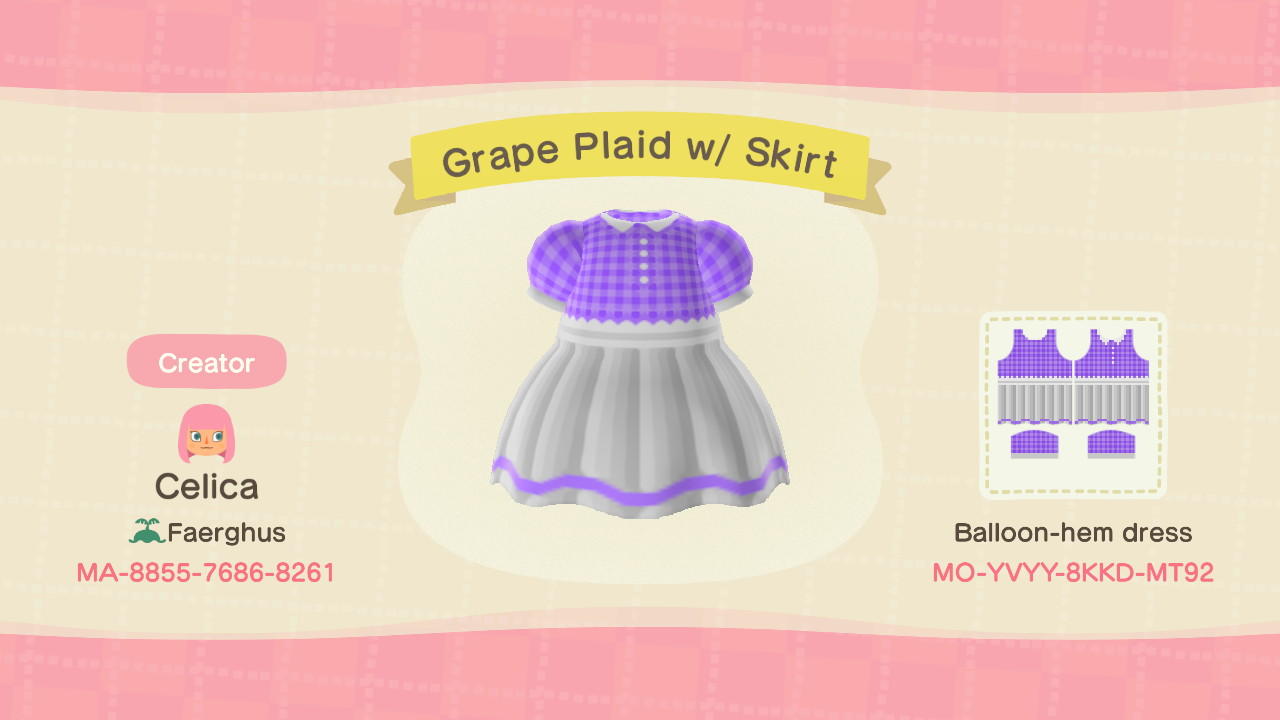 Grape Plaid w/ Skirt
Creator
Celica
Faerghus
MA-8855-7686-8261
Balloon-hem dress
MO-YVYY-8KKD-MT92